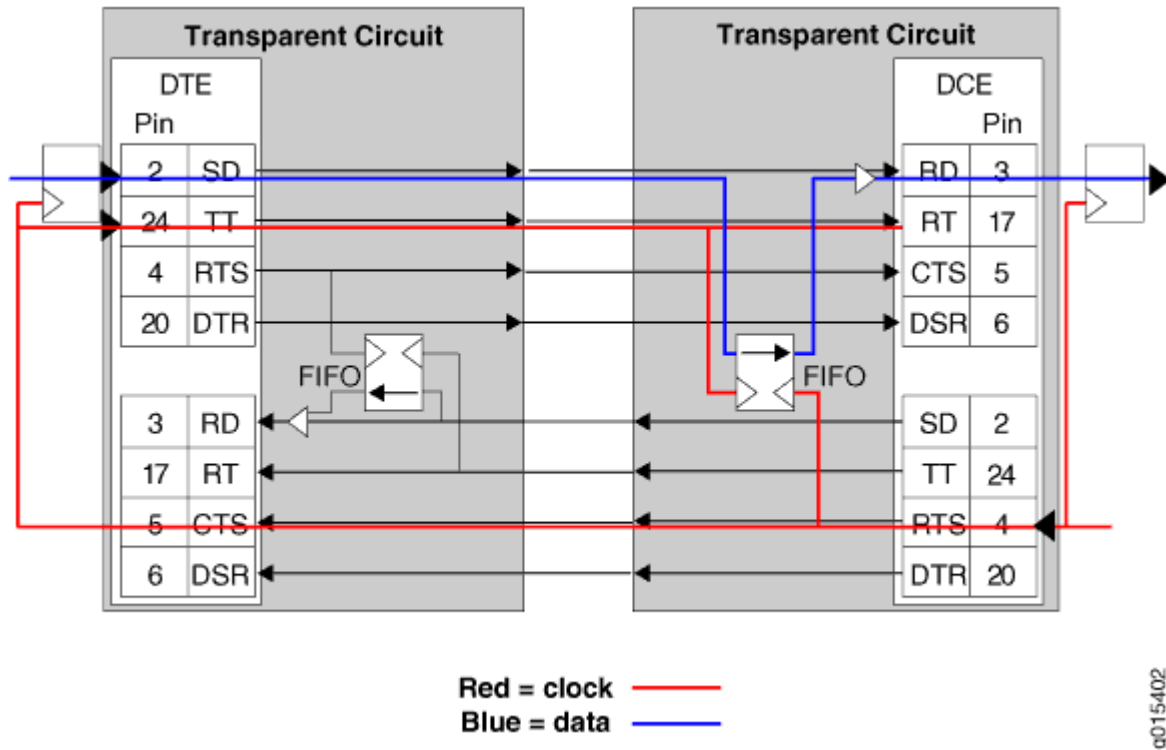 Transparent Circuit Transparent Circuit
DTE DCE
Pin Pin
2 SD RD 3
24 TT RT 17
4 RTS CTS 5
20 DTR DSR 6
FIFO FIFO
3 RD SD 2
17 RT TT 24
5 CTS RTS 4
6 DSR DTR 20
Red = clock
Blue = data
g015402